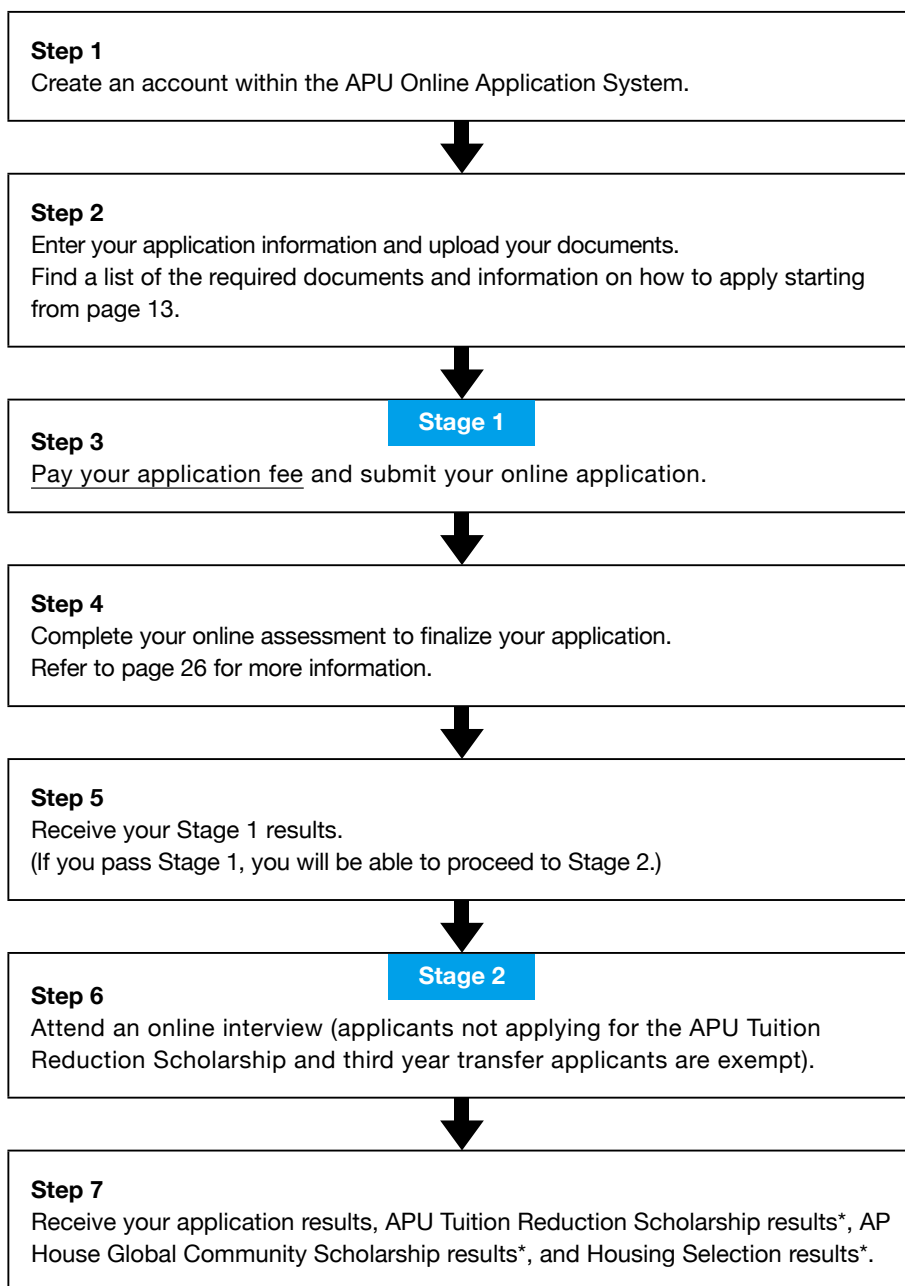 Step 1
Create an account within the APU Online Application System.
Step 2
Enter your application information and upload your documents.
Find a list of the required documents and information on how to apply starting
from page 13.
Stage 1
Step 3
Pay your application fee and submit your online application.
Step 4
Complete your online assessment to finalize your application.
Refer to page 26 for more information.
Step 5
Receive your Stage 1 results.
(If you pass Stage 1, you will be able to proceed to Stage 2.)
Stage 2
Step 6
Attend an online interview (applicants not applying for the APU Tuition
Reduction Scholarship and third year transfer applicants are exempt).
Step 7
Receive your application results, APU Tuition Reduction Scholarship results*, AP
House Global Community Scholarship results*, and Housing Selection results*.